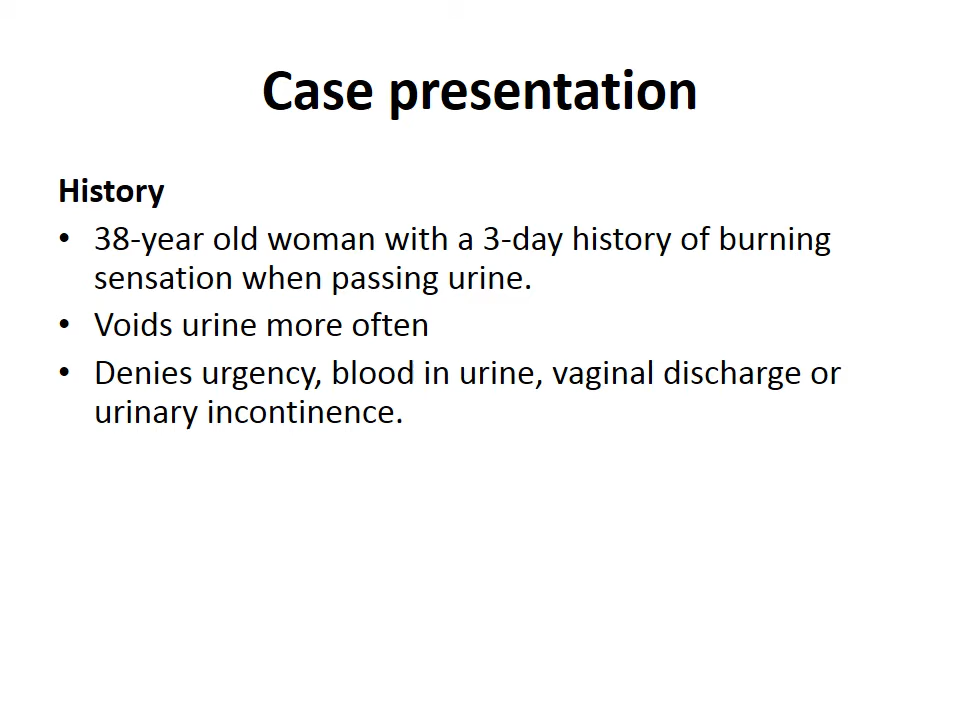 Case presentation
History
• 38-year old woman with a 3-day history of burning
sensation when passing urine.
• Voids urine more often
• Denies urgency, blood in urine, vaginal discharge or
urinary incontinence.